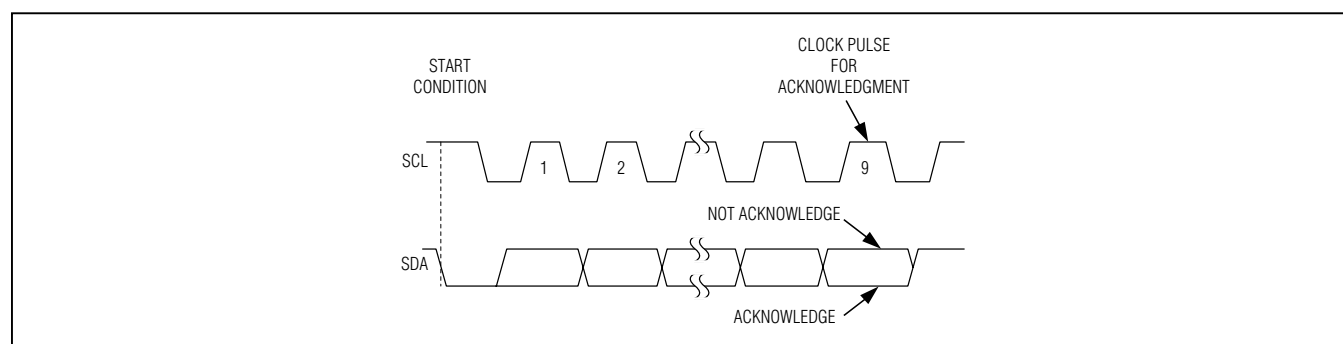 START
CONDITION
CLOCK PULSE
FOR
ACKNOWLEDGMENT
SCL
1
2
9
NOT ACKNOWLEDGE
SDA
ACKNOWLEDGE